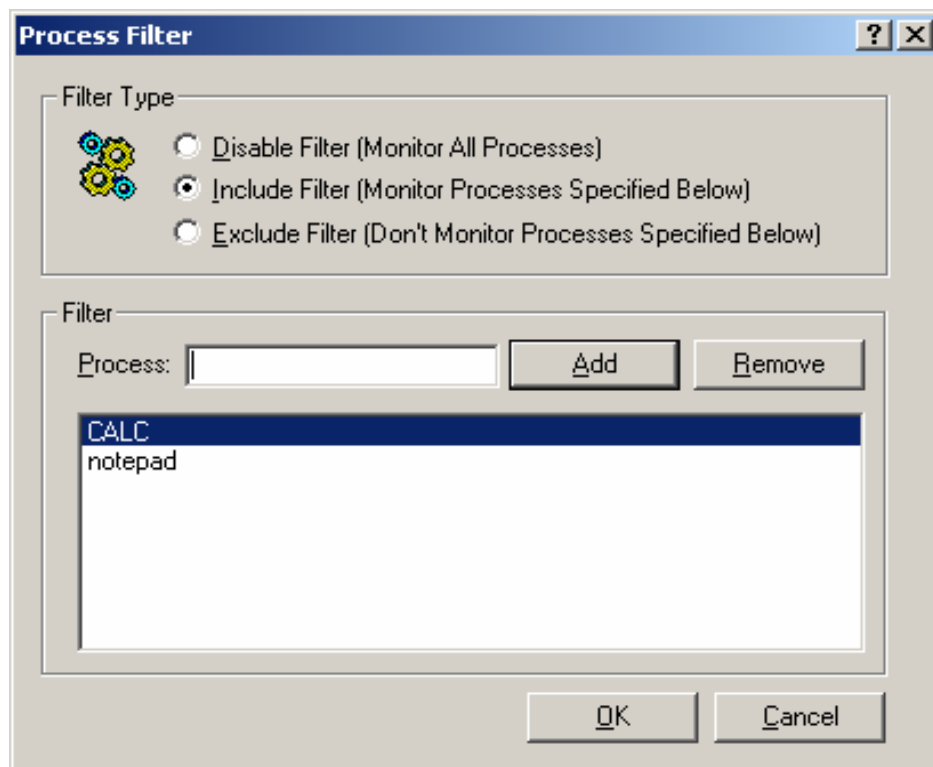 Process Filter
Filter Type
Disable Filter (Monitor All Processes)
Include Filter (Monitor Processes Specified Below)
Exclude Filter (Don't Monitor Processes Specified Below)
Filter
Process: Add Remove
CALC
notepad
OK Cancel